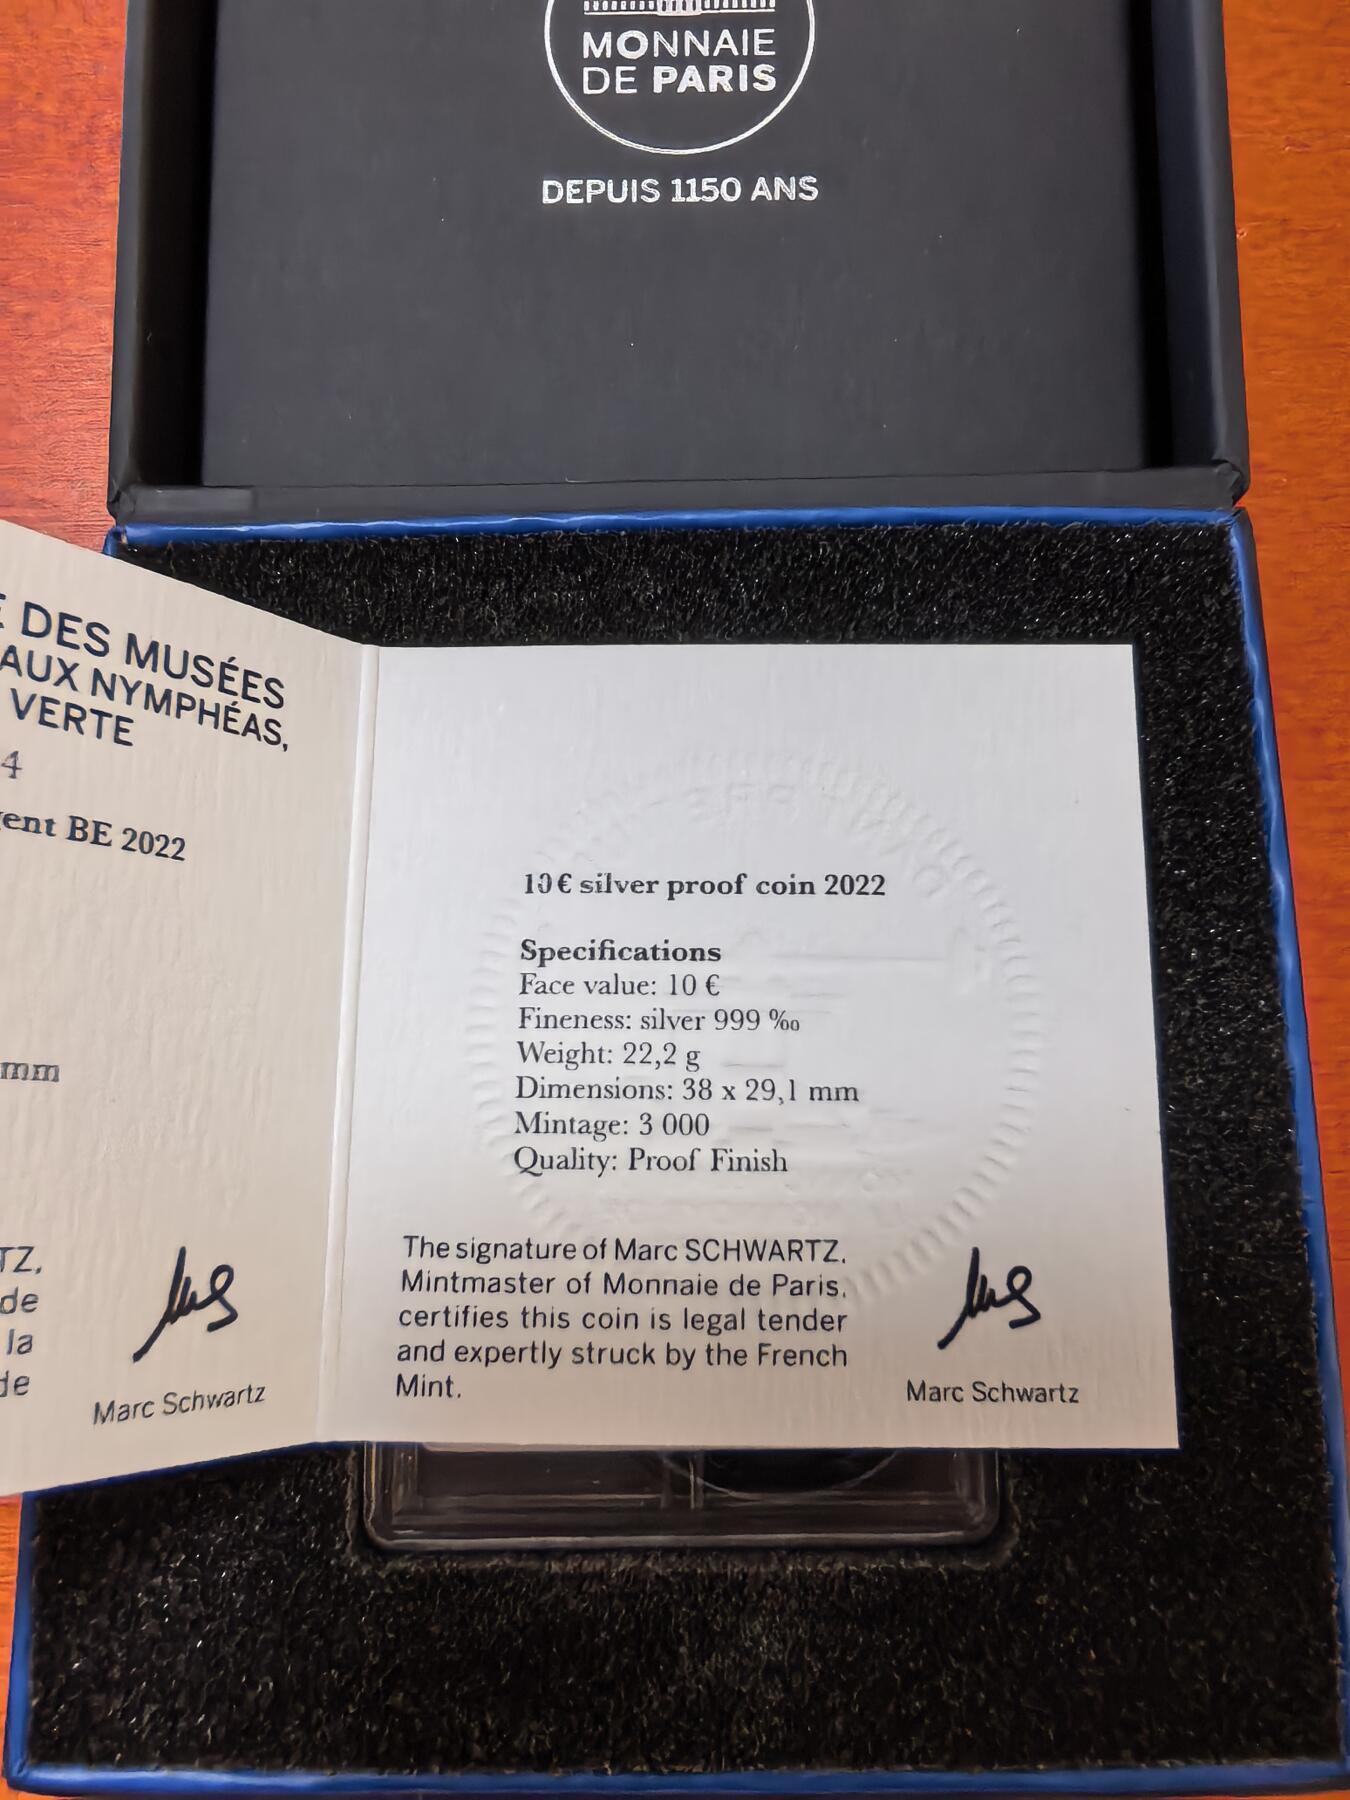 MONNAIE
DE PARIS
DEPUIS 1150 ANS
DES MUSÉES
AUX NYMPHÉAS,
VERTE
4
BE 2022
mm
de
la
de
Marc Schwartz
10 € silver proof coin 2022
Specifications
Face value: 10 €
Fineness: silver 999 ‰
Weight: 22,2 g
Dimensions: 38 x 29,1 mm
Mintage: 3 000
Quality: Proof Finish
The signature of Marc SCHWARTZ,
Mintmaster of Monnaie de Paris,
certifies this coin is legal tender
and expertly struck by the French
Mint.
Marc Schwartz